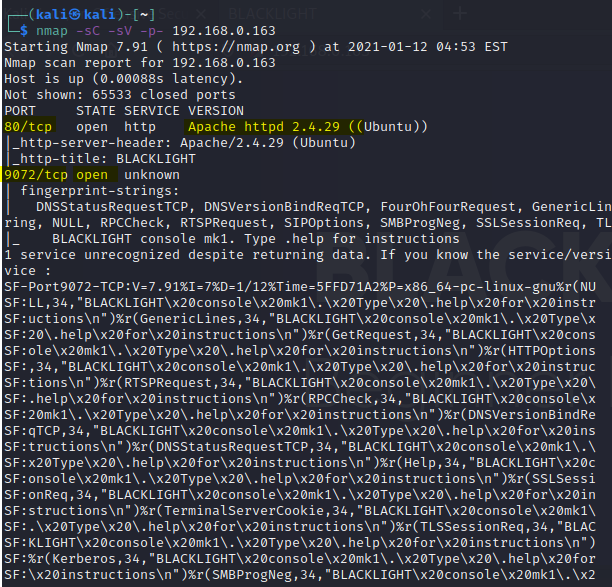 ┌──(kali㉿kali)-[~]
└─$ nmap -sC -sV -p- 192.168.0.163
Starting Nmap 7.91 ( https://nmap.org ) at 2021-01-12 04:53 EST
Nmap scan report for 192.168.0.163
Host is up (0.00088s latency).
Not shown: 65533 closed ports
PORT     STATE SERVICE VERSION
80/tcp   open  http    Apache httpd 2.4.29 ((Ubuntu))
|_http-server-header: Apache/2.4.29 (Ubuntu)
|_http-title: BLACKLIGHT
9072/tcp open  unknown
| fingerprint-strings:
|   DNSStatusRequestTCP, DNSVersionBindReqTCP, FourOhFourRequest, GenericLin
ring, NULL, RPCCheck, RTSPRequest, SIPOptions, SMBProgNeg, SSLSessionReq, TL
|_    BLACKLIGHT console mk1. Type .help for instructions
1 service unrecognized despite returning data. If you know the service/versi
vice :
SF-Port9072-TCP:V=7.91%I=7%D=1/12%Time=5FFD71A2%P=x86_64-pc-linux-gnu%r(NU
SF:LL,34,"BLACKLIGHT\x20console\x20mk1\.\x20Type\x20\.help\x20for\x20instr
SF:uctions\n")%r(GenericLines,34,"BLACKLIGHT\x20console\x20mk1\.\x20Type\x
SF:20\.help\x20for\x20instructions\n")%r(GetRequest,34,"BLACKLIGHT\x20cons
SF:ole\x20mk1\.\x20Type\x20\.help\x20for\x20instructions\n")%r(HTTPOptions
SF:,34,"BLACKLIGHT\x20console\x20mk1\.\x20Type\x20\.help\x20for\x20instruc
SF:tions\n")%r(RTSPRequest,34,"BLACKLIGHT\x20console\x20mk1\.\x20Type\x20\
SF:.help\x20for\x20instructions\n")%r(RPCCheck,34,"BLACKLIGHT\x20console\x
SF:20mk1\.\x20Type\x20\.help\x20for\x20instructions\n")%r(DNSVersionBindRe
SF:qTCP,34,"BLACKLIGHT\x20console\x20mk1\.\x20Type\x20\.help\x20for\x20ins
SF:tructions\n")%r(DNSStatusRequestTCP,34,"BLACKLIGHT\x20console\x20mk1\.\
SF:x20Type\x20\.help\x20for\x20instructions\n")%r(Help,34,"BLACKLIGHT\x20c
SF:onsole\x20mk1\.\x20Type\x20\.help\x20for\x20instructions\n")%r(SSLSessi
SF:onReq,34,"BLACKLIGHT\x20console\x20mk1\.\x20Type\x20\.help\x20for\x20in
SF:structions\n")%r(TerminalServerCookie,34,"BLACKLIGHT\x20console\x20mk1\
SF:.\x20Type\x20\.help\x20for\x20instructions\n")%r(TLSSessionReq,34,"BLAC
SF:KLIGHT\x20console\x20mk1\.\x20Type\x20\.help\x20for\x20instructions\n")
SF:%r(Kerberos,34,"BLACKLIGHT\x20console\x20mk1\.\x20Type\x20\.help\x20for
SF:\x20instructions\n")%r(SMBProgNeg,34,"BLACKLIGHT\x20console\x20mk1\.\x2